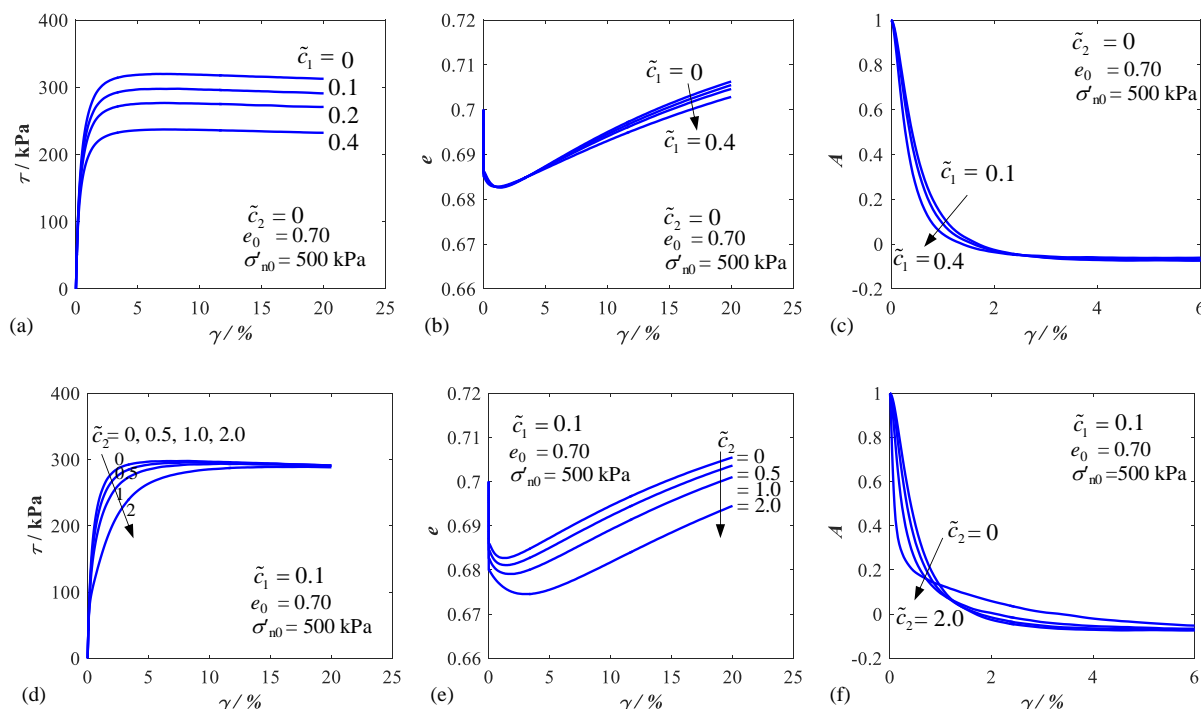 400
300
200
100
0
τ / kPa
c̃₁ = 0
0.1
0.2
0.4
c̃₂ = 0
e₀ = 0.70
σ'ₙ₀ = 500 kPa
0 5 10 15 20 25
(a)
γ / %
0.72
0.71
0.7
0.69
0.68
0.67
0.66
e
c̃₁ = 0
c̃₁ = 0.4
c̃₂ = 0
e₀ = 0.70
σ'ₙ₀ = 500 kPa
0 5 10 15 20 25
(b)
γ / %
1
0.8
0.6
0.4
0.2
0
-0.2
A
c̃₂ = 0
e₀ = 0.70
σ'ₙ₀ = 500 kPa
c̃₁ = 0.1
c̃₁ = 0.4
0 2 4 6
(c)
γ / %
400
300
200
100
0
τ / kPa
c̃₂ = 0, 0.5, 1.0, 2.0
0
0.5
1
2
c̃₁ = 0.1
e₀ = 0.70
σ'ₙ₀ = 500 kPa
0 5 10 15 20 25
(d)
γ / %
0.72
0.71
0.7
0.69
0.68
0.67
0.66
e
c̃₁ = 0.1
e₀ = 0.70
σ'ₙ₀ = 500 kPa
c̃₂
= 0
= 0.5
= 1.0
= 2.0
0 5 10 15 20 25
(e)
γ / %
1
0.8
0.6
0.4
0.2
0
-0.2
A
c̃₁ = 0.1
e₀ = 0.70
σ'ₙ₀ =500 kPa
c̃₂ = 0
c̃₂= 2.0
0 2 4 6
(f)
γ / %